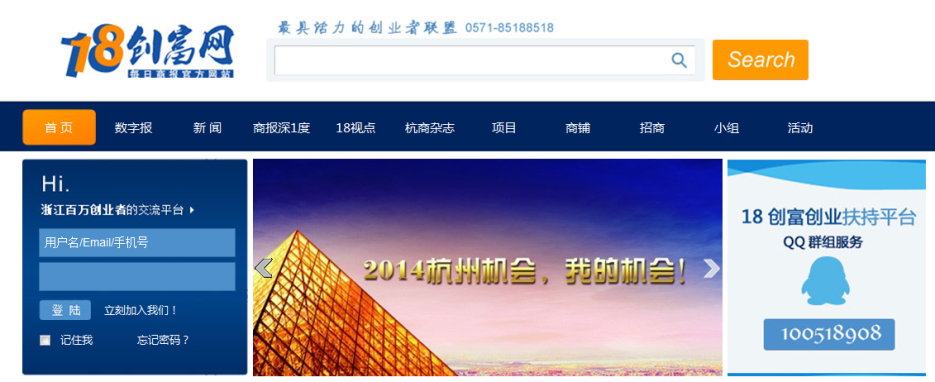 最具活力的创业者联盟 0571-85188518
18创富网
每日商报官方网站
Search
首页 数字报 新闻 商报深1度 18视点 杭商杂志 项目 商铺 招商 小组 活动
Hi.
浙江百万创业者的交流平台
用户名/Email/手机号
登 陆 立刻加入我们！
记住我 忘记密码？
2014杭州机会，我的机会！
18 创富创业扶持平台
QQ 群组服务
100518908